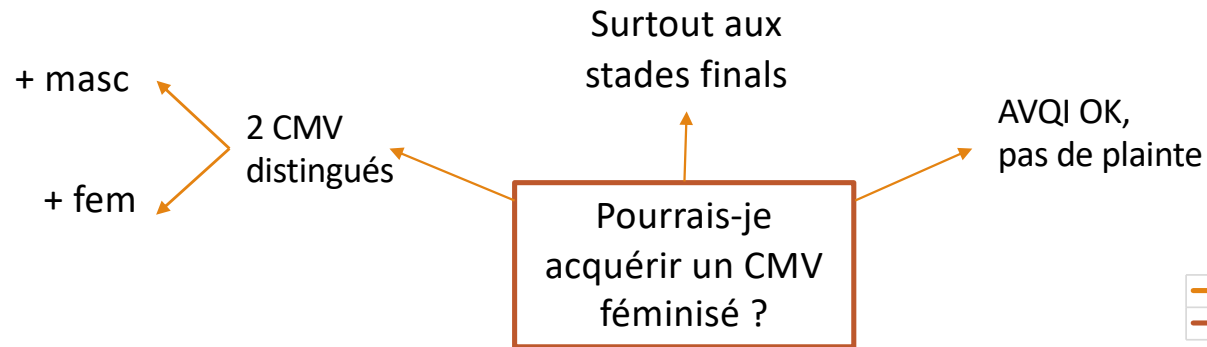 Surtout aux
stades finals
+ masc
2 CMV
distingués
+ fem
AVQI OK,
pas de plainte
Pourrais-je
acquérir un CMV
féminisé ?